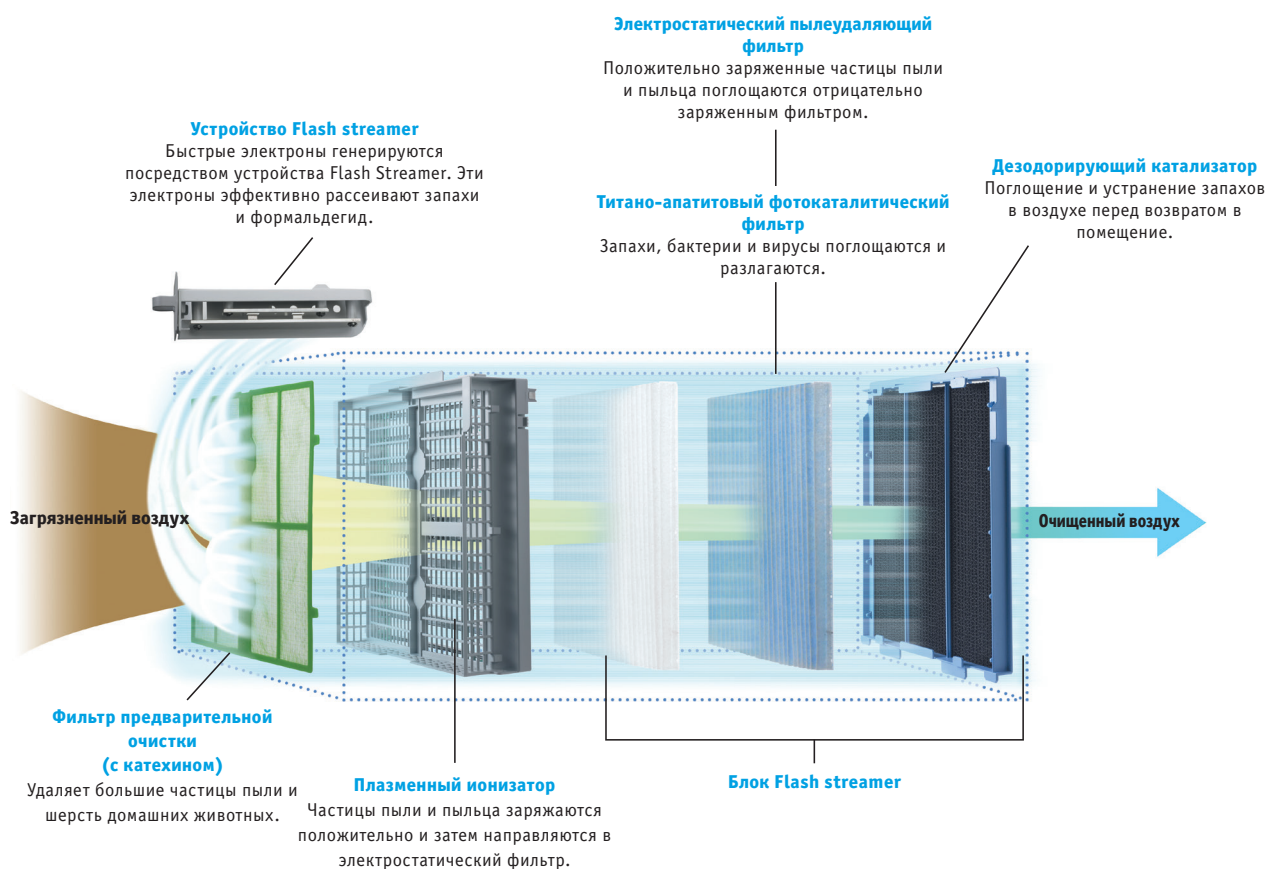 Электростатический пылеудаляющий
фильтр
Положительно заряженные частицы пыли
и пыльца поглощаются отрицательно
заряженным фильтром.
Устройство Flash streamer
Быстрые электроны генерируются
посредством устройства Flash Streamer. Эти
электроны эффективно рассеивают запахи
и формальдегид.
Дезодорирующий катализатор
Поглощение и устранение запахов
в воздухе перед возвратом в
помещение.
Титано-апатитовый фотокаталитический
фильтр
Запахи, бактерии и вирусы поглощаются и
разлагаются.
Загрязненный воздух
Очищенный воздух
Фильтр предварительной
очистки
(с катехином)
Удаляет большие частицы пыли и
шерсть домашних животных.
Плазменный ионизатор
Частицы пыли и пыльца заряжаются
положительно и затем направляются в
электростатический фильтр.
Блок Flash streamer